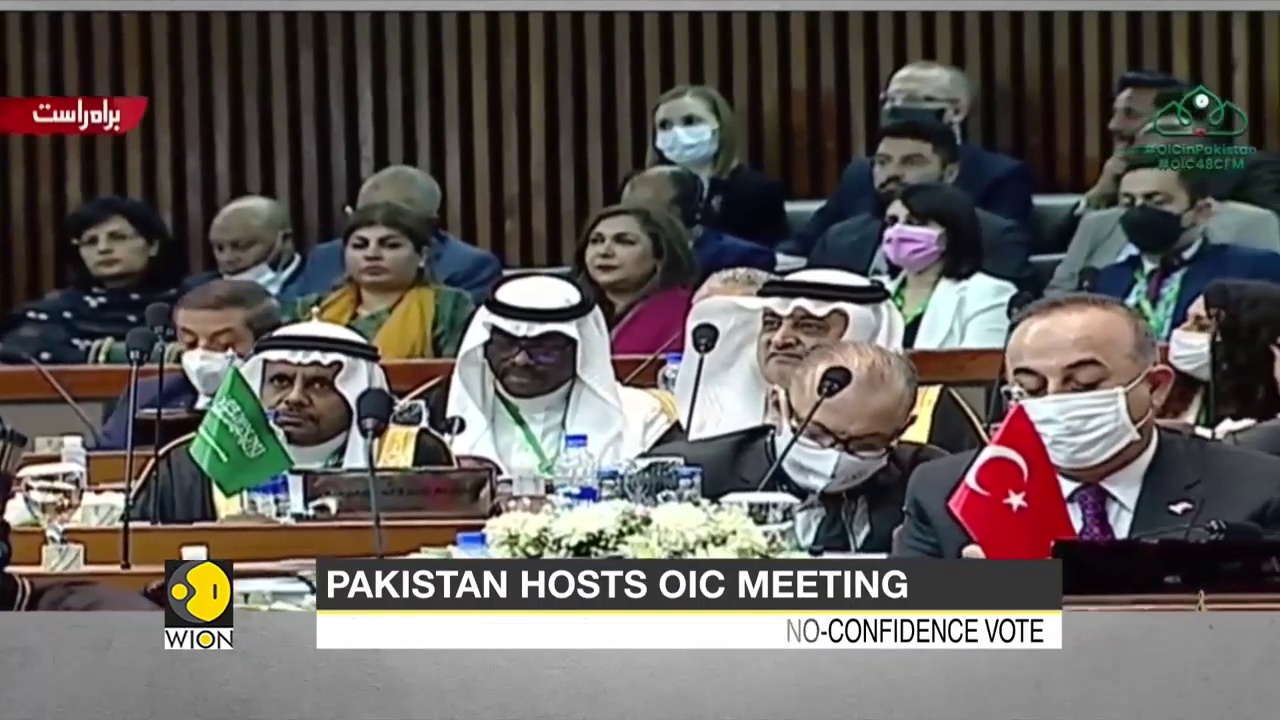 براہ راست
#OICinPakistan
#OIC48CFM
PAKISTAN HOSTS OIC MEETING
NO-CONFIDENCE VOTE
WION